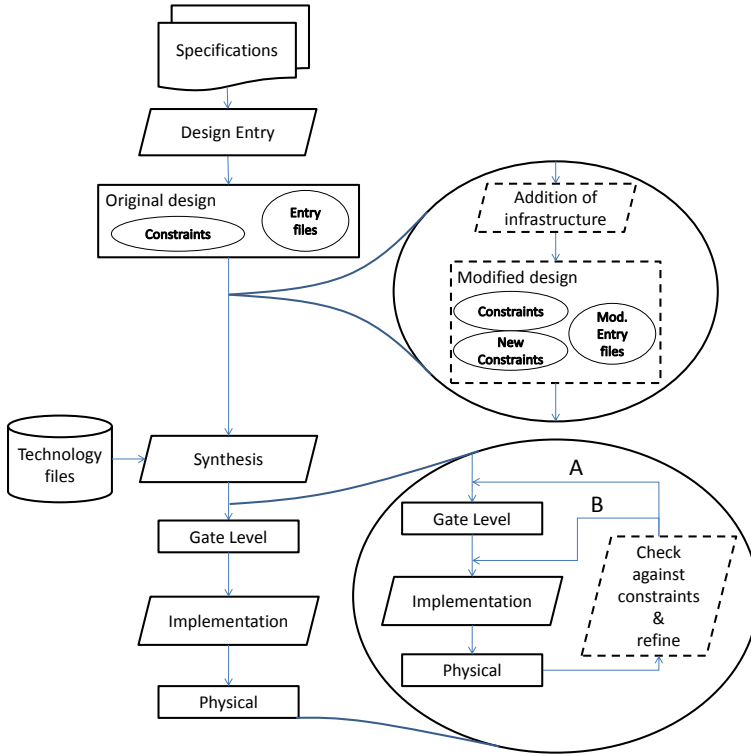 Specifications
Design Entry
Original design
Constraints
Entry
files
Addition of
infrastructure
Modified design
Constraints
New
Constraints
Mod.
Entry
files
Technology
files
Synthesis
Gate Level
Implementation
Physical
A
B
Gate Level
Implementation
Physical
Check
against
constraints
&
refine